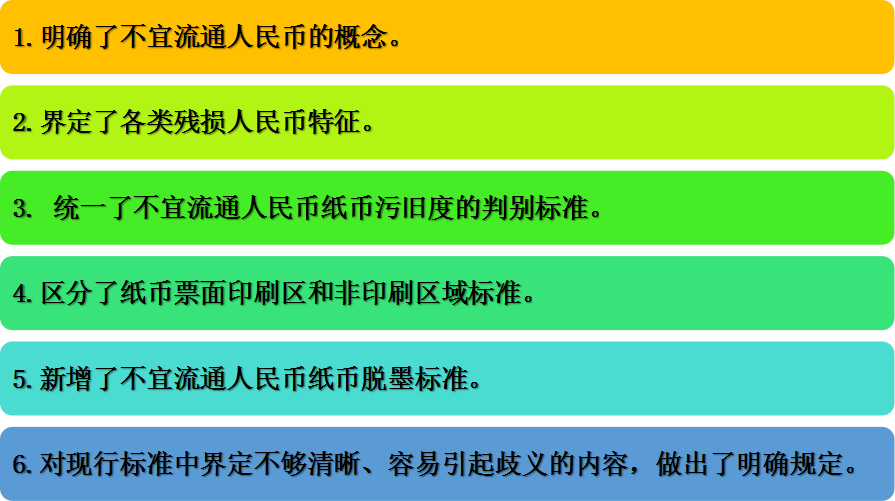 1. 明确了不宜流通人民币的概念。
2. 界定了各类残损人民币特征。
3. 统一了不宜流通人民币纸币污旧度的判别标准。
4. 区分了纸币票面印刷区和非印刷区域标准。
5. 新增了不宜流通人民币纸币脱墨标准。
6. 对现行标准中界定不够清晰、容易引起歧义的内容，做出了明确规定。